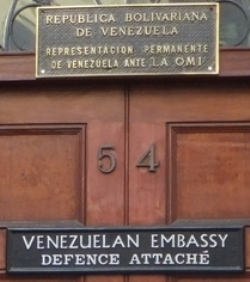 REPUBLICA BOLIVARIANA
DE VENEZUELA
REPRESENTACION PERMANENTE
DE VENEZUELA ANTE LA OMI
54
VENEZUELAN EMBASSY
DEFENCE ATTACHÉ